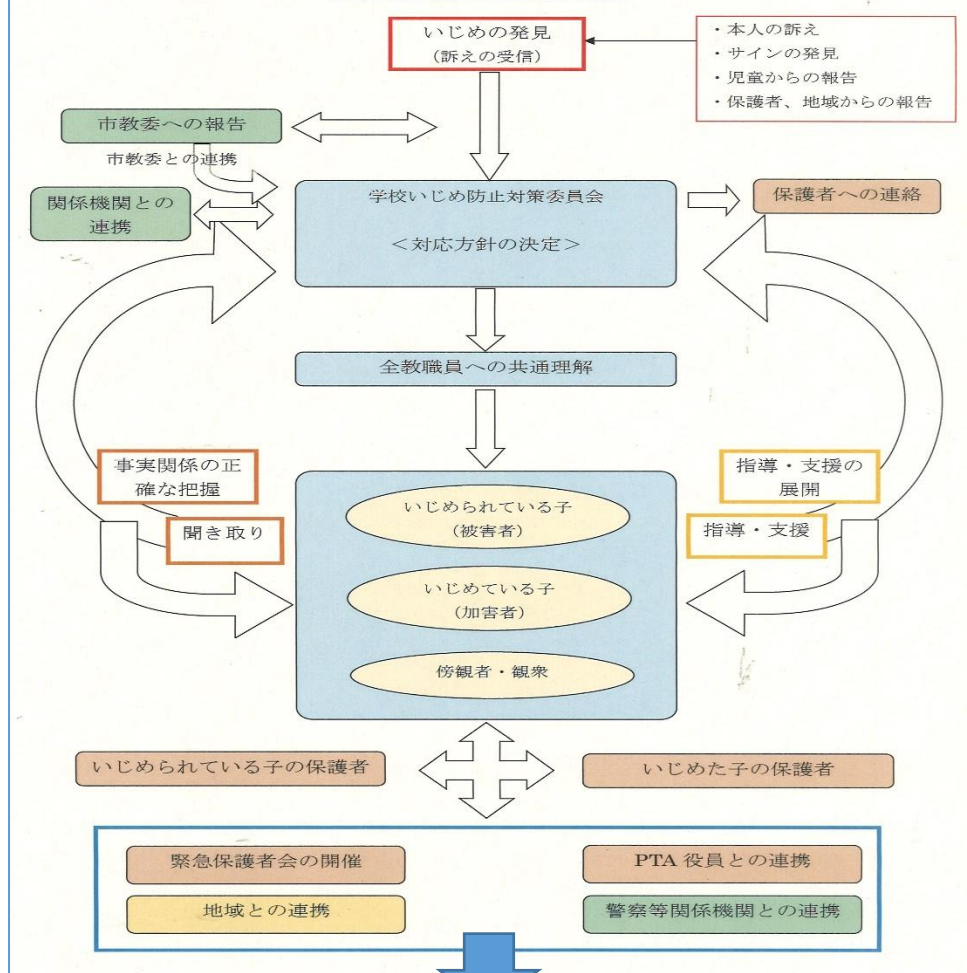 いじめの発見
(訴えの受信)
・本人の訴え
・サインの発見
・児童からの報告
・保護者、地域からの報告
市教委への報告
市教委との連携
関係機関との
連携
学校いじめ防止対策委員会
＜対応方針の決定＞
保護者への連絡
全教職員への共通理解
事実関係の正
確な把握
聞き取り
指導・支援の
展開
指導・支援
いじめられている子
(被害者)
いじめている子
(加害者)
傍観者・観衆
いじめられている子の保護者
いじめた子の保護者
緊急保護者会の開催
PTA 役員との連携
地域との連携
警察等関係機関との連携